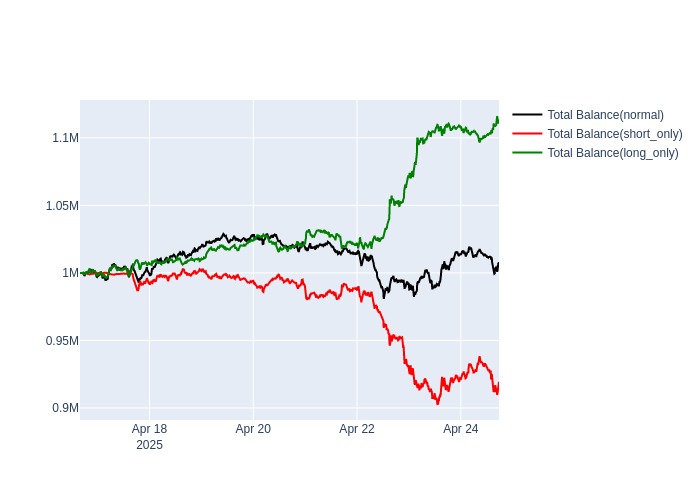 Total Balance(normal)
Total Balance(short_only)
Total Balance(long_only)
1.1M
1.05M
1M
0.95M
0.9M
Apr 18
2025
Apr 20
Apr 22
Apr 24